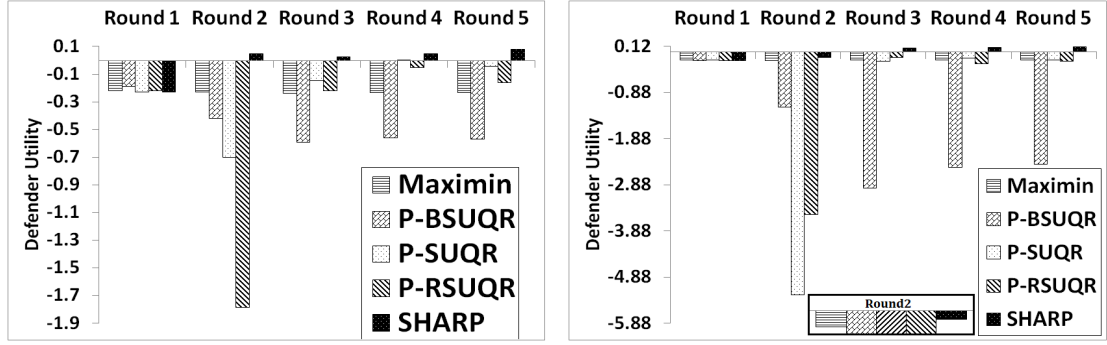 Round 1 Round 2 Round 3 Round 4 Round 5
0.1
-0.1
-0.3
-0.5
-0.7
-0.9
-1.1
-1.3
-1.5
-1.7
-1.9
Defender Utility
Maximin
P-BSUQR
P-SUQR
P-RSUQR
SHARP
Round 1 Round 2 Round 3 Round 4 Round 5
0.12
-0.88
-1.88
-2.88
-3.88
-4.88
-5.88
Defender Utility
Maximin
P-BSUQR
P-SUQR
P-RSUQR
SHARP
Round2